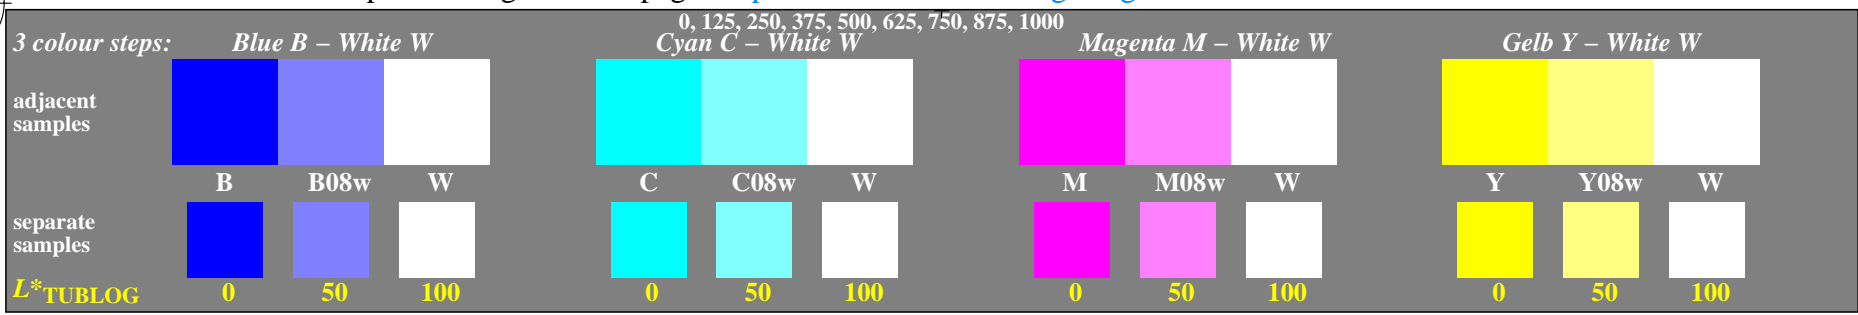 0, 125, 250, 375, 500, 625, 750, 875, 1000
3 colour steps: Blue B – White W Cyan C – White W Magenta M – White W Gelb Y – White W
adjacent
samples
B B08w W C C08w W M M08w W Y Y08w W
separate
samples
L*TUBLOG 0 50 100 0 50 100 0 50 100 0 50 100